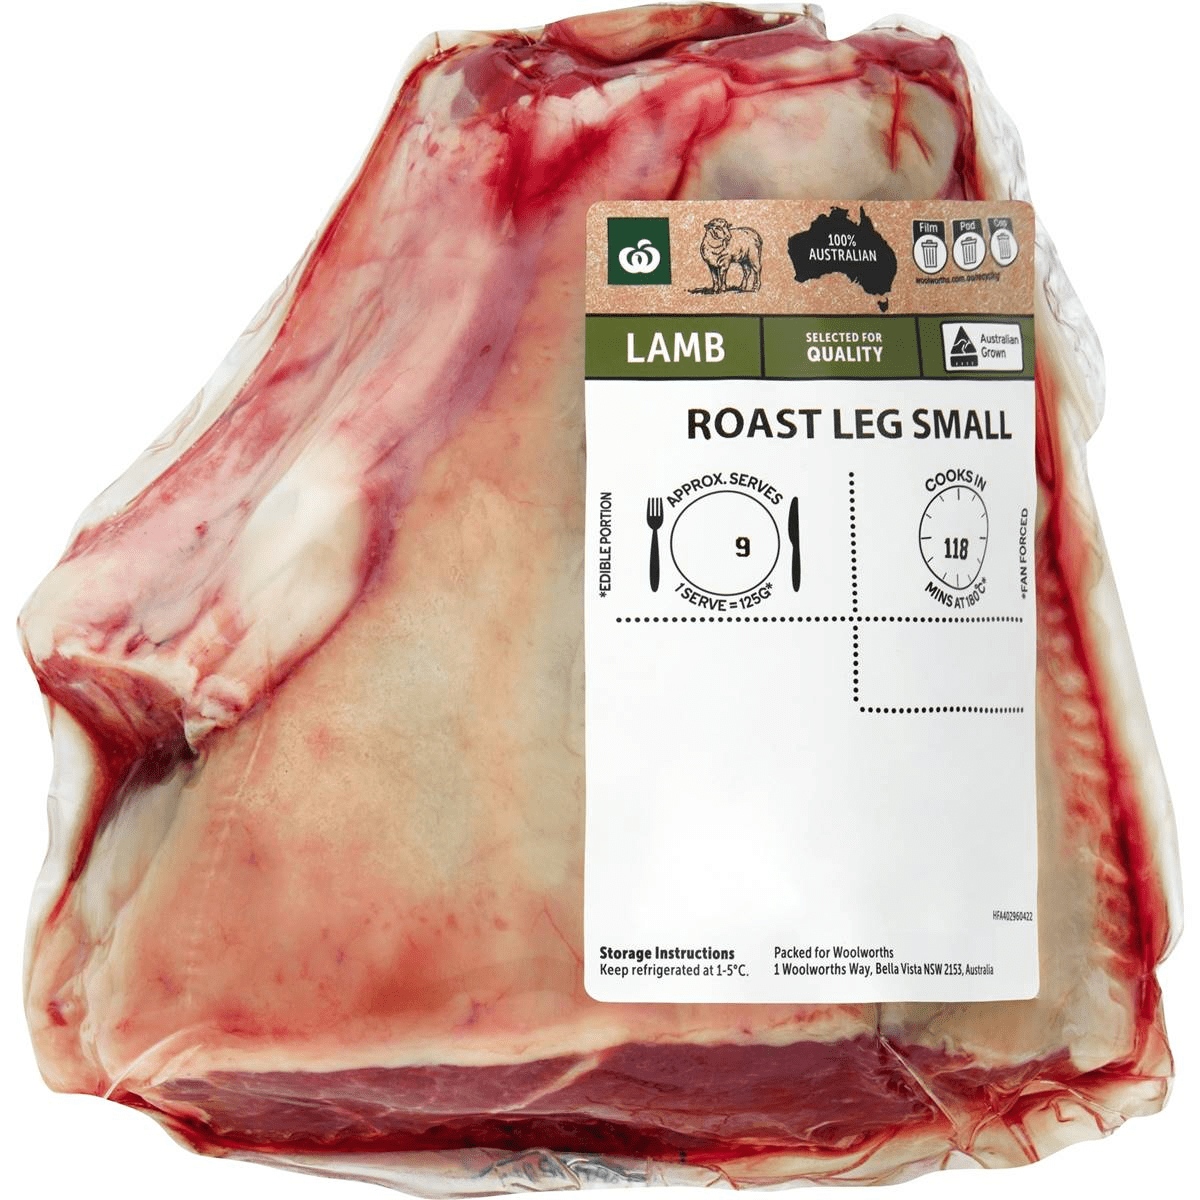 100%
AUSTRALIAN
Film
Pad
Cap
woolworths.com.au/recycling
LAMB
SELECTED FOR
QUALITY
Australian
Grown
ROAST LEG SMALL
*EDIBLE PORTION
APPROX. SERVES
9
1 SERVE = 125G*
COOKS IN
118
MINS AT 180°C*
*FAN FORCED
HFA402960422
Storage Instructions
Keep refrigerated at 1-5°C.
Packed for Woolworths
1 Woolworths Way, Bella Vista NSW 2153, Australia